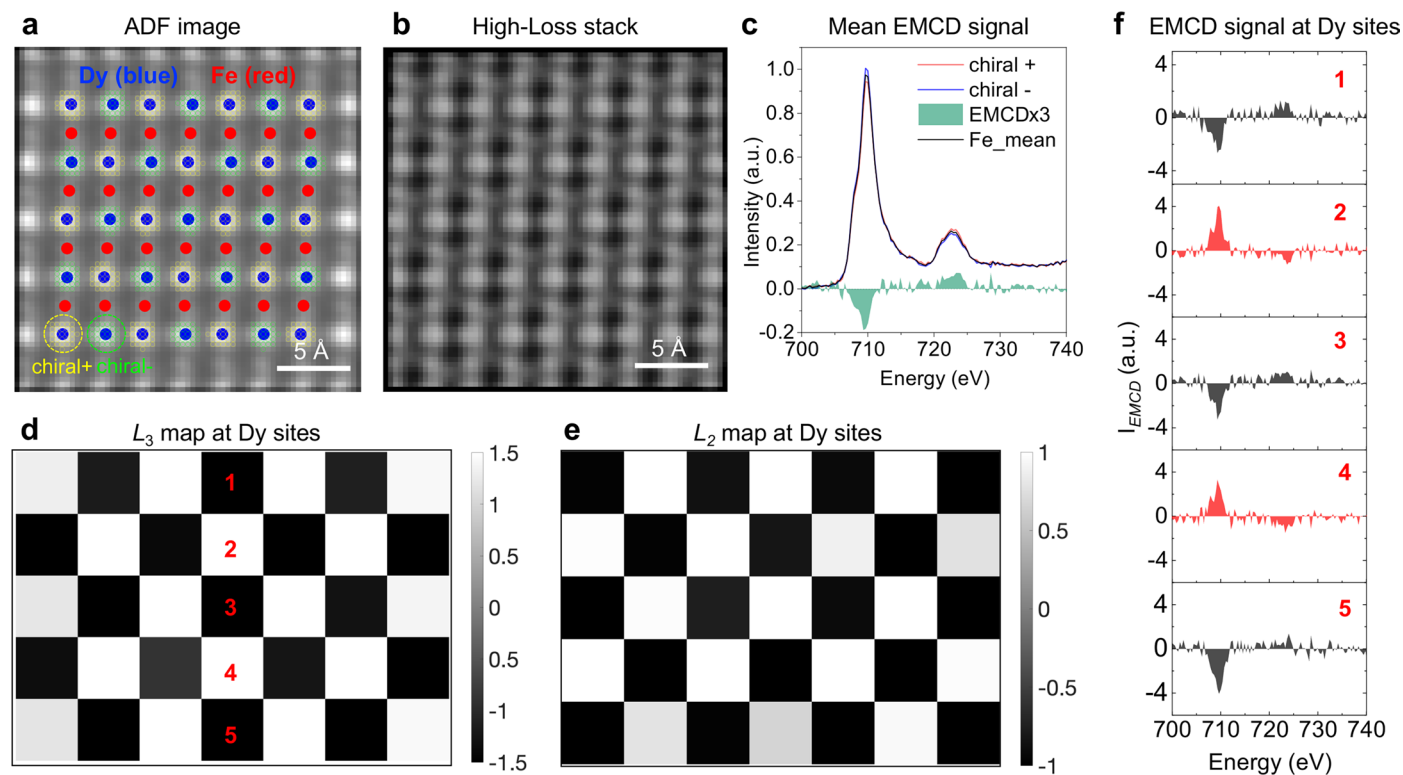 a ADF image
Dy (blue) Fe (red)
chiral+ chiral-
5 Å
b High-Loss stack
5 Å
c Mean EMCD signal
chiral +
chiral -
EMCDx3
Fe_mean
Intensity (a.u.)
1.0
0.8
0.6
0.4
0.2
0.0
-0.2
700 710 720 730 740
Energy (eV)
d L3 map at Dy sites
1
2
3
4
5
1.5
1
0.5
0
-0.5
-1
-1.5
e L2 map at Dy sites
1
0.5
0
-0.5
-1
f EMCD signal at Dy sites
4
0
-4
1
4
0
-4
2
4
0
-4
3
4
0
-4
4
4
0
-4
5
IEMCD (a.u.)
700 710 720 730 740
Energy (eV)